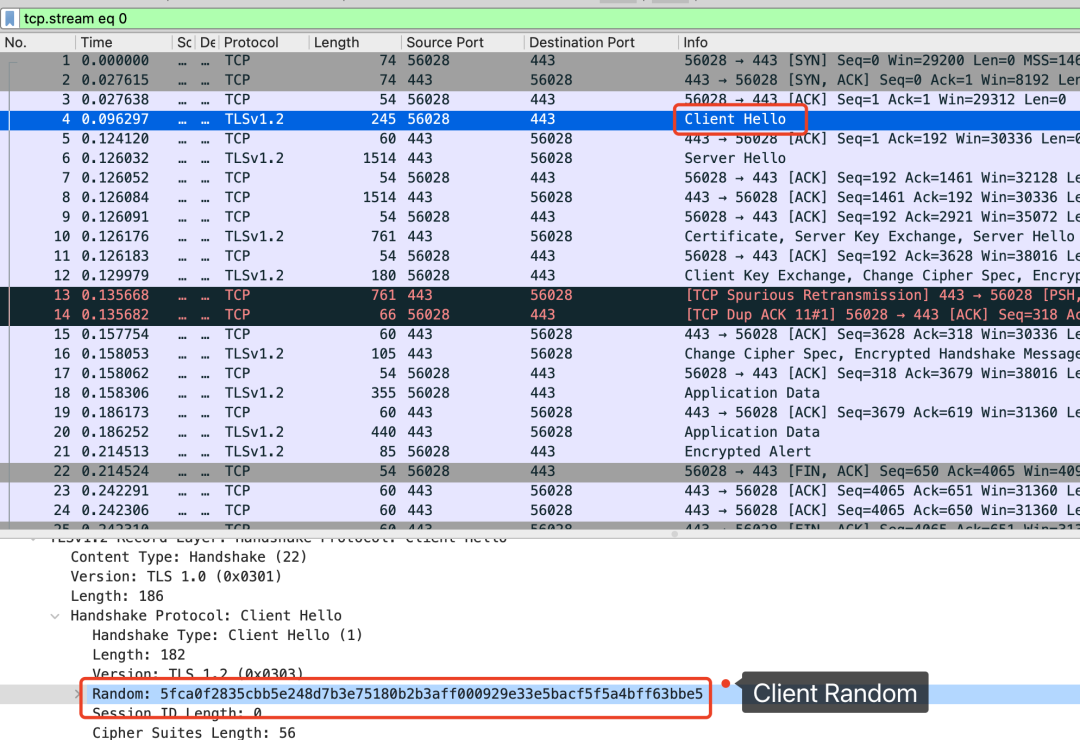 tcp.stream eq 0
No. Time Sc De Protocol Length Source Port Destination Port Info
1 0.000000 … … TCP 74 56028 443 56028 → 443 [SYN] Seq=0 Win=29200 Len=0 MSS=146
2 0.027615 … … TCP 74 443 56028 443 → 56028 [SYN, ACK] Seq=0 Ack=1 Win=8192 Len
3 0.027638 … … TCP 54 56028 443 56028 → 443 [ACK] Seq=1 Ack=1 Win=29312 Len=0
4 0.096297 … … TLSv1.2 245 56028 443 Client Hello
5 0.124120 … … TCP 60 443 56028 443 → 56028 [ACK] Seq=1 Ack=192 Win=30336 Len=0
6 0.126032 … … TLSv1.2 1514 443 56028 Server Hello
7 0.126052 … … TCP 54 56028 443 56028 → 443 [ACK] Seq=192 Ack=1461 Win=32128 Le
8 0.126084 … … TCP 1514 443 56028 443 → 56028 [ACK] Seq=1461 Ack=192 Win=30336 Le
9 0.126091 … … TCP 54 56028 443 56028 → 443 [ACK] Seq=192 Ack=2921 Win=35072 Le
10 0.126176 … … TLSv1.2 761 443 56028 Certificate, Server Key Exchange, Server Hello
11 0.126183 … … TCP 54 56028 443 56028 → 443 [ACK] Seq=192 Ack=3628 Win=38016 Le
12 0.129979 … … TLSv1.2 180 56028 443 Client Key Exchange, Change Cipher Spec, Encryp
13 0.135668 … … TCP 761 443 56028 [TCP Spurious Retransmission] 443 → 56028 [PSH,
14 0.135682 … … TCP 66 56028 443 [TCP Dup ACK 11#1] 56028 → 443 [ACK] Seq=318 Ac
15 0.157754 … … TCP 60 443 56028 443 → 56028 [ACK] Seq=3628 Ack=318 Win=30336 Le
16 0.158053 … … TLSv1.2 105 443 56028 Change Cipher Spec, Encrypted Handshake Message
17 0.158062 … … TCP 54 56028 443 56028 → 443 [ACK] Seq=318 Ack=3679 Win=38016 Le
18 0.158306 … … TLSv1.2 355 56028 443 Application Data
19 0.186173 … … TCP 60 443 56028 443 → 56028 [ACK] Seq=3679 Ack=619 Win=31360 Le
20 0.186252 … … TLSv1.2 440 443 56028 Application Data
21 0.214513 … … TLSv1.2 85 56028 443 Encrypted Alert
22 0.214524 … … TCP 54 56028 443 56028 → 443 [FIN, ACK] Seq=650 Ack=4065 Win=409
23 0.242291 … … TCP 60 443 56028 443 → 56028 [ACK] Seq=4065 Ack=651 Win=31360 Le
24 0.242306 … … TCP 60 443 56028 443 → 56028 [ACK] Seq=4065 Ack=650 Win=31360 Le
25 0.242310 … … TCP 60 443 56028 443 → 56028 [FIN, ACK] Seq=4065 Ack=651 Win=313
TLSv1.2 Record Layer: Handshake Protocol: Client Hello
Content Type: Handshake (22)
Version: TLS 1.0 (0x0301)
Length: 186
Handshake Protocol: Client Hello
Handshake Type: Client Hello (1)
Length: 182
Version: TLS 1.2 (0x0303)
Random: 5fca0f2835cbb5e248d7b3e75180b2b3aff000929e33e5bacf5f5a4bff63bbe5
Client Random
Session ID Length: 0
Cipher Suites Length: 56